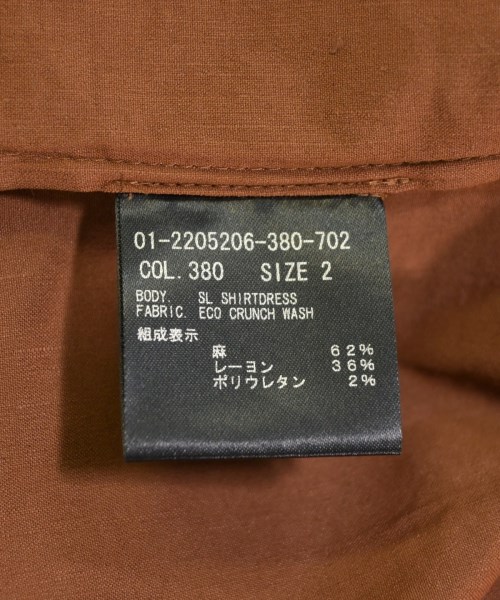 01-2205206-380-702
COL.380 SIZE 2
BODY. SL SHIRTDRESS
FABRIC. ECO CRUNCH WASH
組成表示
麻 62%
レーヨン 36%
ポリウレタン 2%